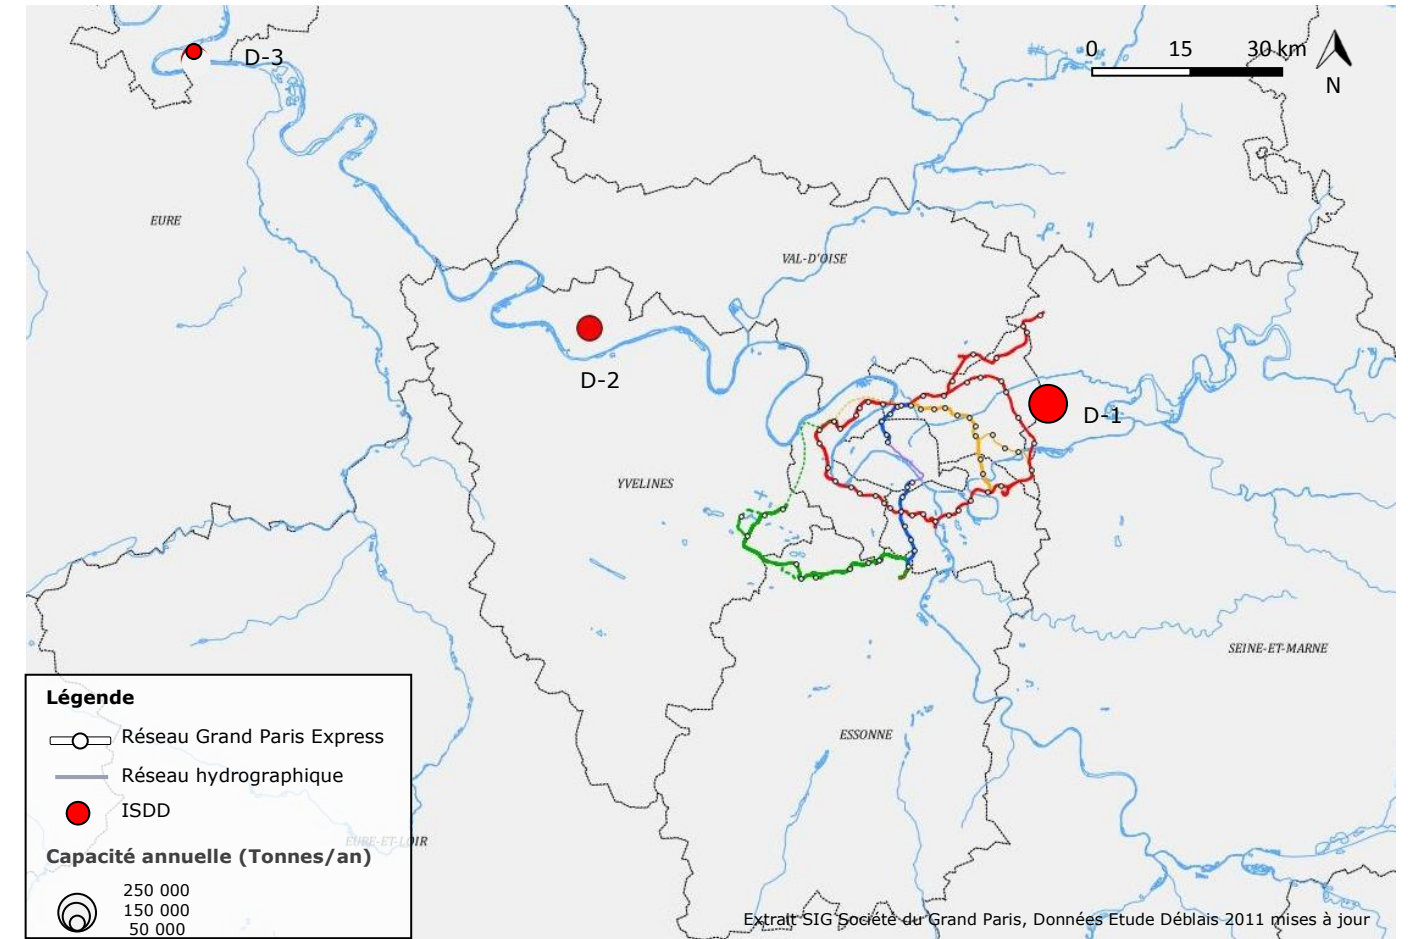 D-3
0 15 30 km
N
EURE
VAL-D'OISE
D-2
D-1
YVELINES
SEINE-ET-MARNE
ESSONNE
Légende
Réseau Grand Paris Express
Réseau hydrographique
ISDD
EURE-ET-LOIR
Capacité annuelle (Tonnes/an)
250 000
150 000
50 000
Extrait SIG Société du Grand Paris, Données Etude Déblais 2011 mises à jour